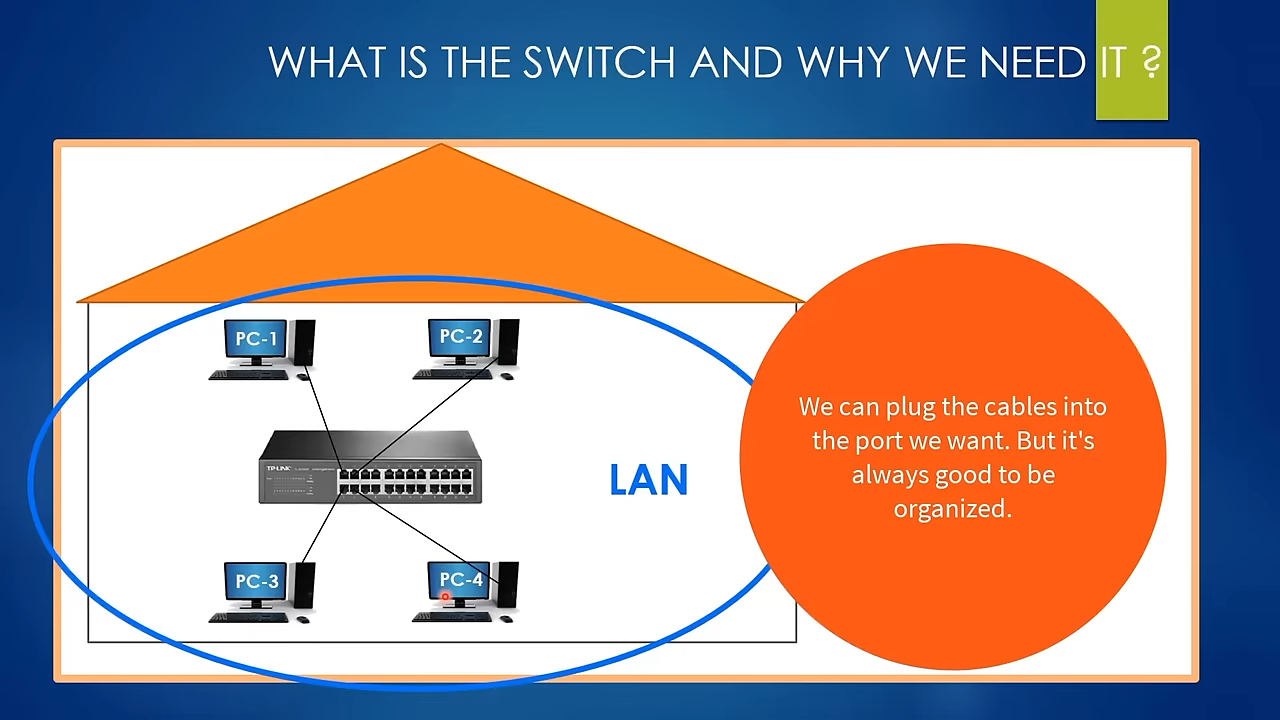 WHAT IS THE SWITCH AND WHY WE NEED IT ?
PC-1
PC-2
TP-LINK
LAN
We can plug the cables into
the port we want. But it's
always good to be
organized.
PC-3
PC-4